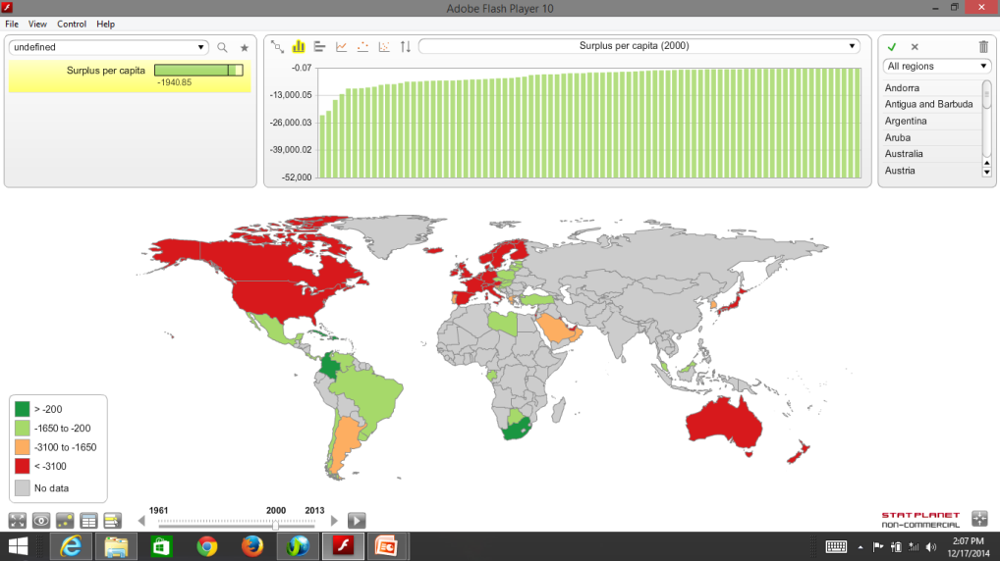 Adobe Flash Player 10
File View Control Help
undefined
Surplus per capita
-1940.85
Surplus per capita (2000)
-0.07
-13,000.05
-26,000.03
-39,000.02
-52,000
All regions
Andorra
Antigua and Barbuda
Argentina
Aruba
Australia
Austria
> -200
-1650 to -200
-3100 to -1650
< -3100
No data
1961 2000 2013
STATPLANET
NON-COMMERCIAL
2:07 PM
12/17/2014